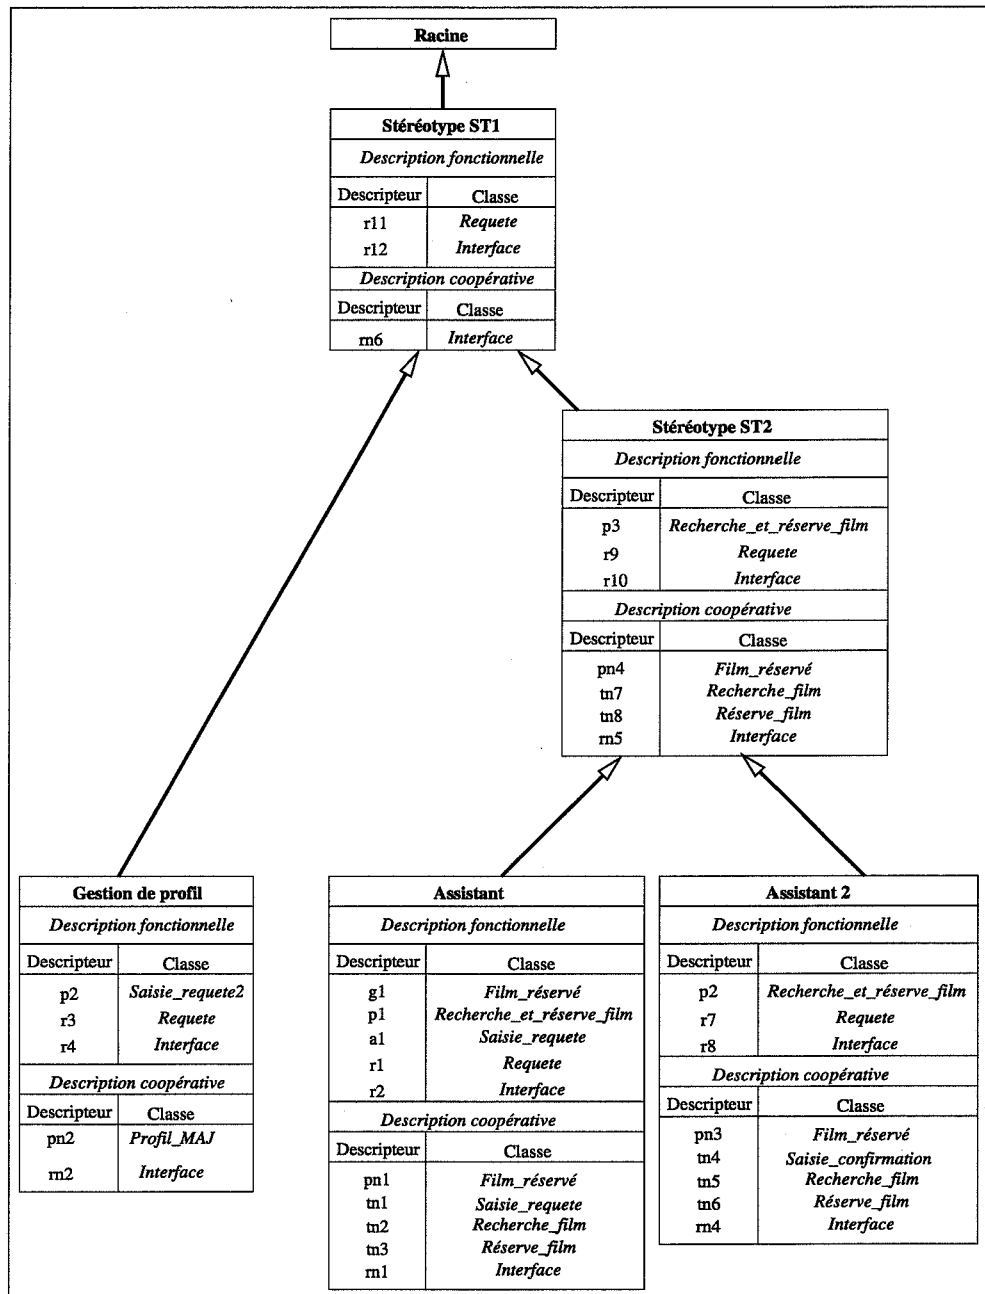 Racine
Stéréotype ST1
Description fonctionnelle
Descripteur Classe
r11 Requete
r12 Interface
Description coopérative
Descripteur Classe
rn6 Interface
Stéréotype ST2
Description fonctionnelle
Descripteur Classe
p3 Recherche_et_réserve_film
r9 Requete
r10 Interface
Description coopérative
Descripteur Classe
pn4 Film_réservé
tn7 Recherche_film
tn8 Réserve_film
rn5 Interface
Gestion de profil
Description fonctionnelle
Descripteur Classe
p2 Saisie_requete2
r3 Requete
r4 Interface
Description coopérative
Descripteur Classe
pn2 Profil_MAJ
rn2 Interface
Assistant
Description fonctionnelle
Descripteur Classe
g1 Film_réservé
p1 Recherche_et_réserve_film
a1 Saisie_requete
r1 Requete
r2 Interface
Description coopérative
Descripteur Classe
pn1 Film_réservé
tn1 Saisie_requete
tn2 Recherche_film
tn3 Réserve_film
rn1 Interface
Assistant 2
Description fonctionnelle
Descripteur Classe
p2 Recherche_et_réserve_film
r7 Requete
r8 Interface
Description coopérative
Descripteur Classe
pn3 Film_réservé
tn4 Saisie_confirmation
tn5 Recherche_film
tn6 Réserve_film
rn4 Interface